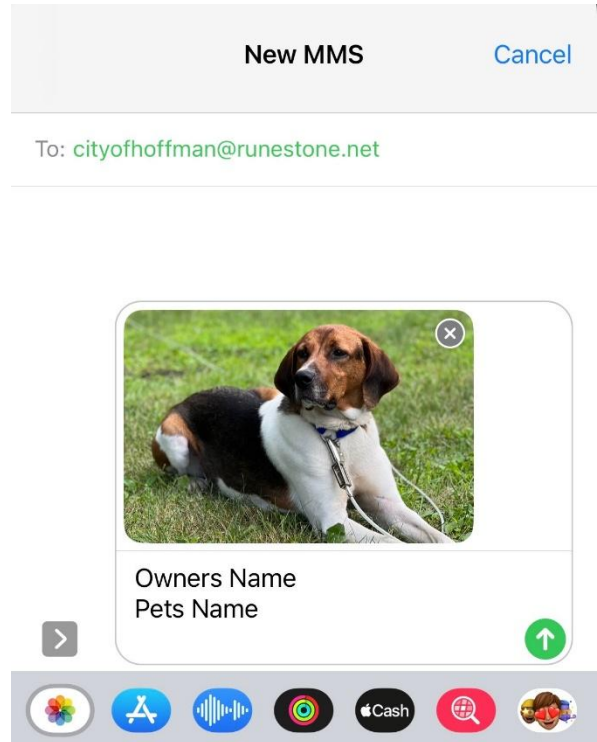 New MMS
Cancel
To: cityofhoffman@runestone.net
Owners Name
Pets Name
Cash